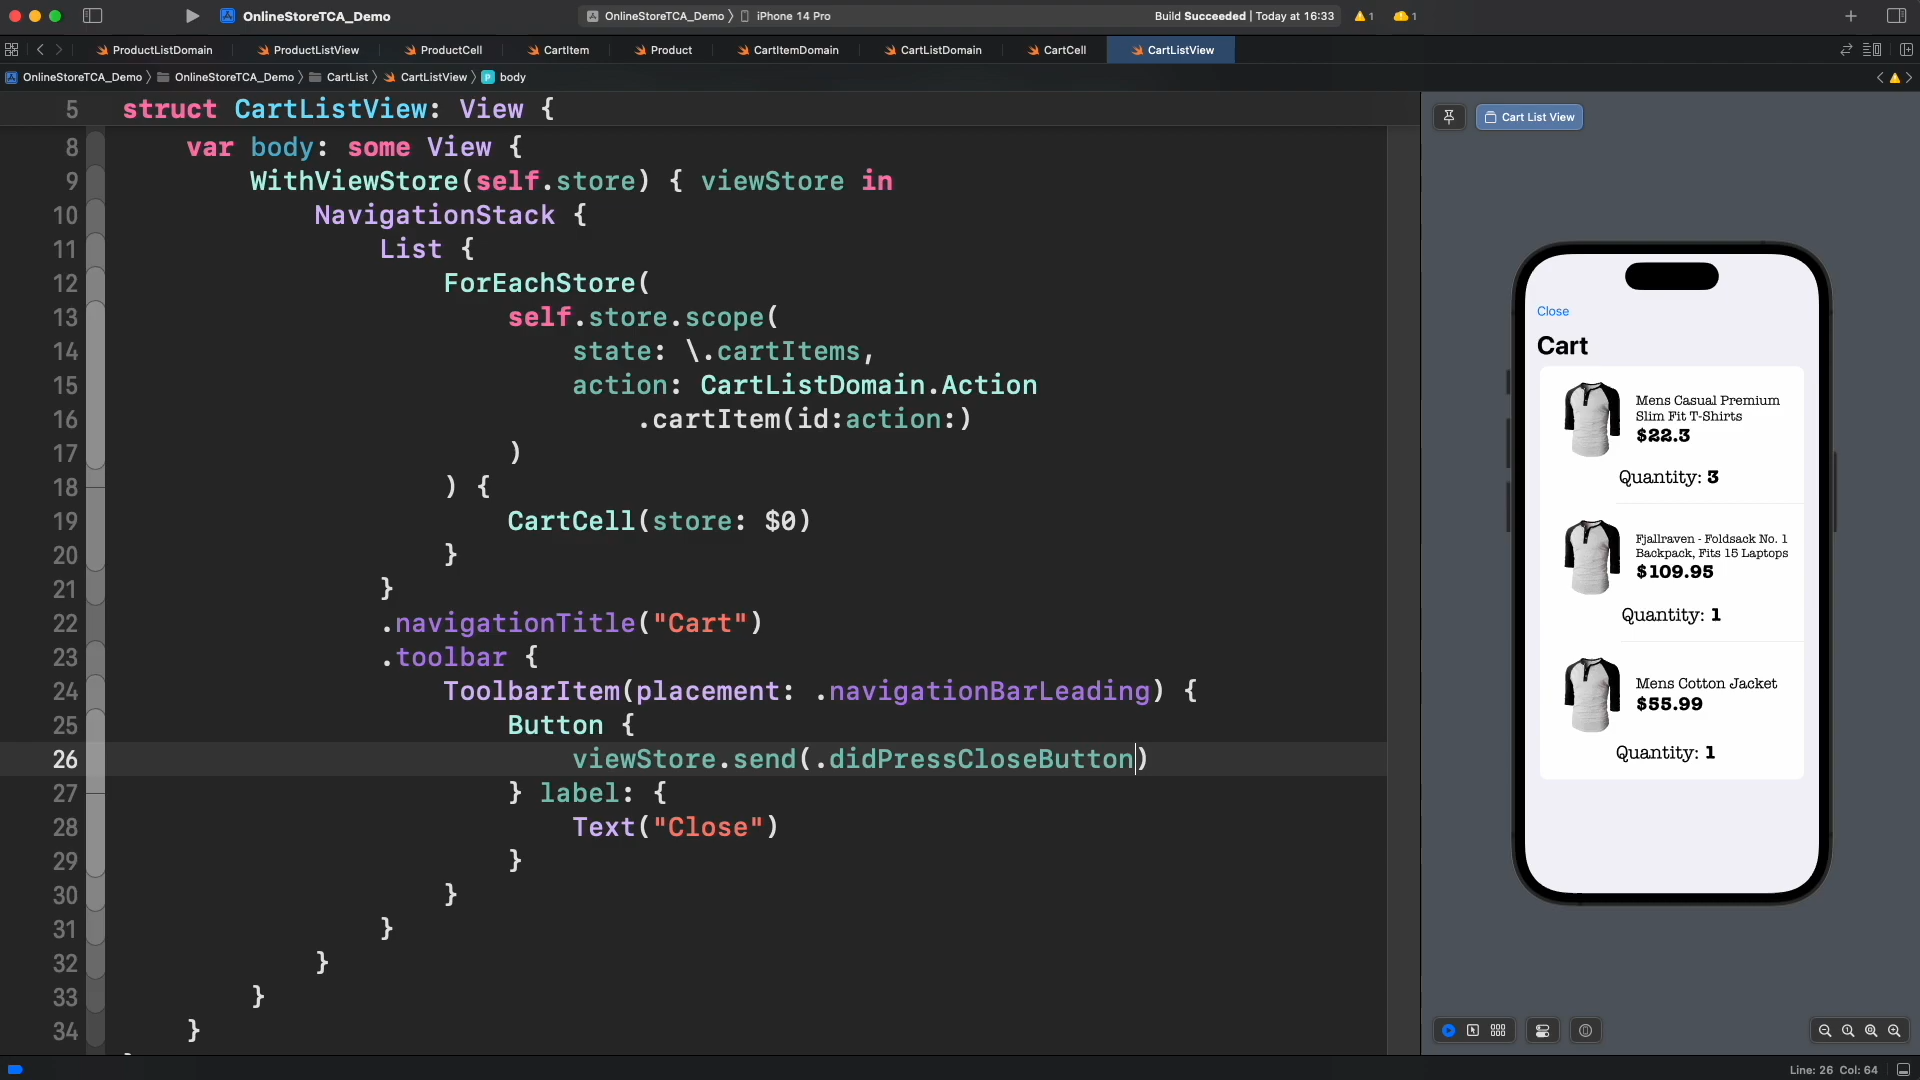 OnlineStoreTCA_Demo
OnlineStoreTCA_Demo iPhone 14 Pro
Build Succeeded | Today at 16:33
1
1
ProductListDomain
ProductListView
ProductCell
CartItem
Product
CartItemDomain
CartListDomain
CartCell
CartListView
OnlineStoreTCA_Demo OnlineStoreTCA_Demo CartList CartListView body
5 struct CartListView: View {
8 var body: some View {
9 WithViewStore(self.store) { viewStore in
10 NavigationStack {
11 List {
12 ForEachStore(
13 self.store.scope(
14 state: \.cartItems,
15 action: CartListDomain.Action
16 .cartItem(id:action:)
17 )
18 ) {
19 CartCell(store: $0)
20 }
21 }
22 .navigationTitle("Cart")
23 .toolbar {
24 ToolbarItem(placement: .navigationBarLeading) {
25 Button {
26 viewStore.send(.didPressCloseButton)
27 } label: {
28 Text("Close")
29 }
30 }
31 }
32 }
33 }
34 }
Cart List View
Close
Cart
Mens Casual Premium
Slim Fit T-Shirts
$22.3
Quantity: 3
Fjallraven - Foldsack No. 1
Backpack, Fits 15 Laptops
$109.95
Quantity: 1
Mens Cotton Jacket
$55.99
Quantity: 1
Line: 26 Col: 64